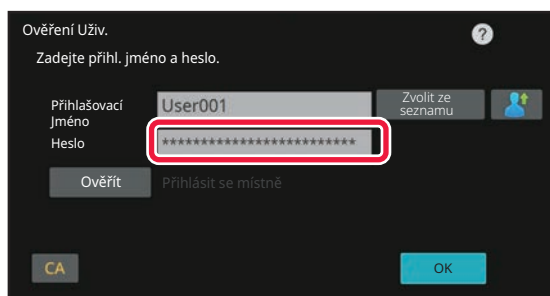 Ověření Uživ.
?
Zadejte přihl. jméno a heslo.
Přihlašovací
Jméno
User001
Zvolit ze
seznamu
Heslo
*************************
Ověřit
Přihlásit se místně
CA
OK